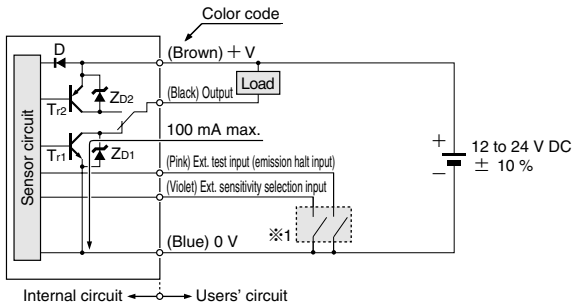 Color code
D
(Brown) + V
Load
(Black) Output
Tr2
ZD2
100 mA max.
Sensor circuit
Tr1
ZD1
(Pink) Ext. test input (emission halt input)
(Violet) Ext. sensitivity selection input
+
12 to 24 V DC
± 10 %
−
※1
(Blue) 0 V
Internal circuit
Users' circuit